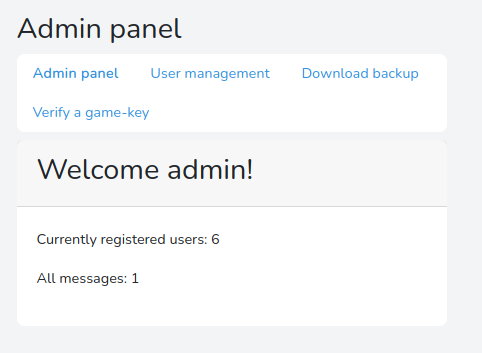 Admin panel
Admin panel User management Download backup
Verify a game-key
Welcome admin!
Currently registered users: 6
All messages: 1